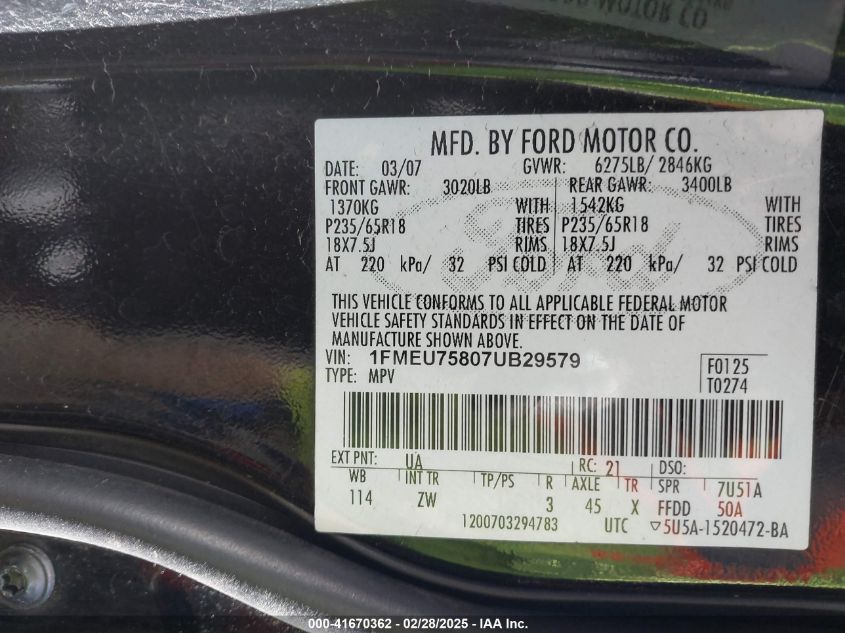 MOTOR CO
MFD. BY FORD MOTOR CO.
DATE: 03/07 GVWR: 6275LB/ 2846KG
FRONT GAWR: 3020LB REAR GAWR: 3400LB
1370KG WITH 1542KG WITH
P235/65R18 TIRES P235/65R18 TIRES
18X7.5J RIMS 18X7.5J RIMS
AT 220 kPa/ 32 PSI COLD AT 220 kPa/ 32 PSI COLD
THIS VEHICLE CONFORMS TO ALL APPLICABLE FEDERAL MOTOR
VEHICLE SAFETY STANDARDS IN EFFECT ON THE DATE OF
MANUFACTURE SHOWN ABOVE.
VIN: 1FMEU75807UB29579
TYPE: MPV
F0125
T0274
EXT PNT: UA RC: 21 DSO:
WB INT TR TP/PS R AXLE TR SPR 7U51A
114 ZW 3 45 X FFDD 50A
1200703294783 UTC ▽5U5A-1520472-BA
Ford
000-41670362 - 02/28/2025 - IAA Inc.